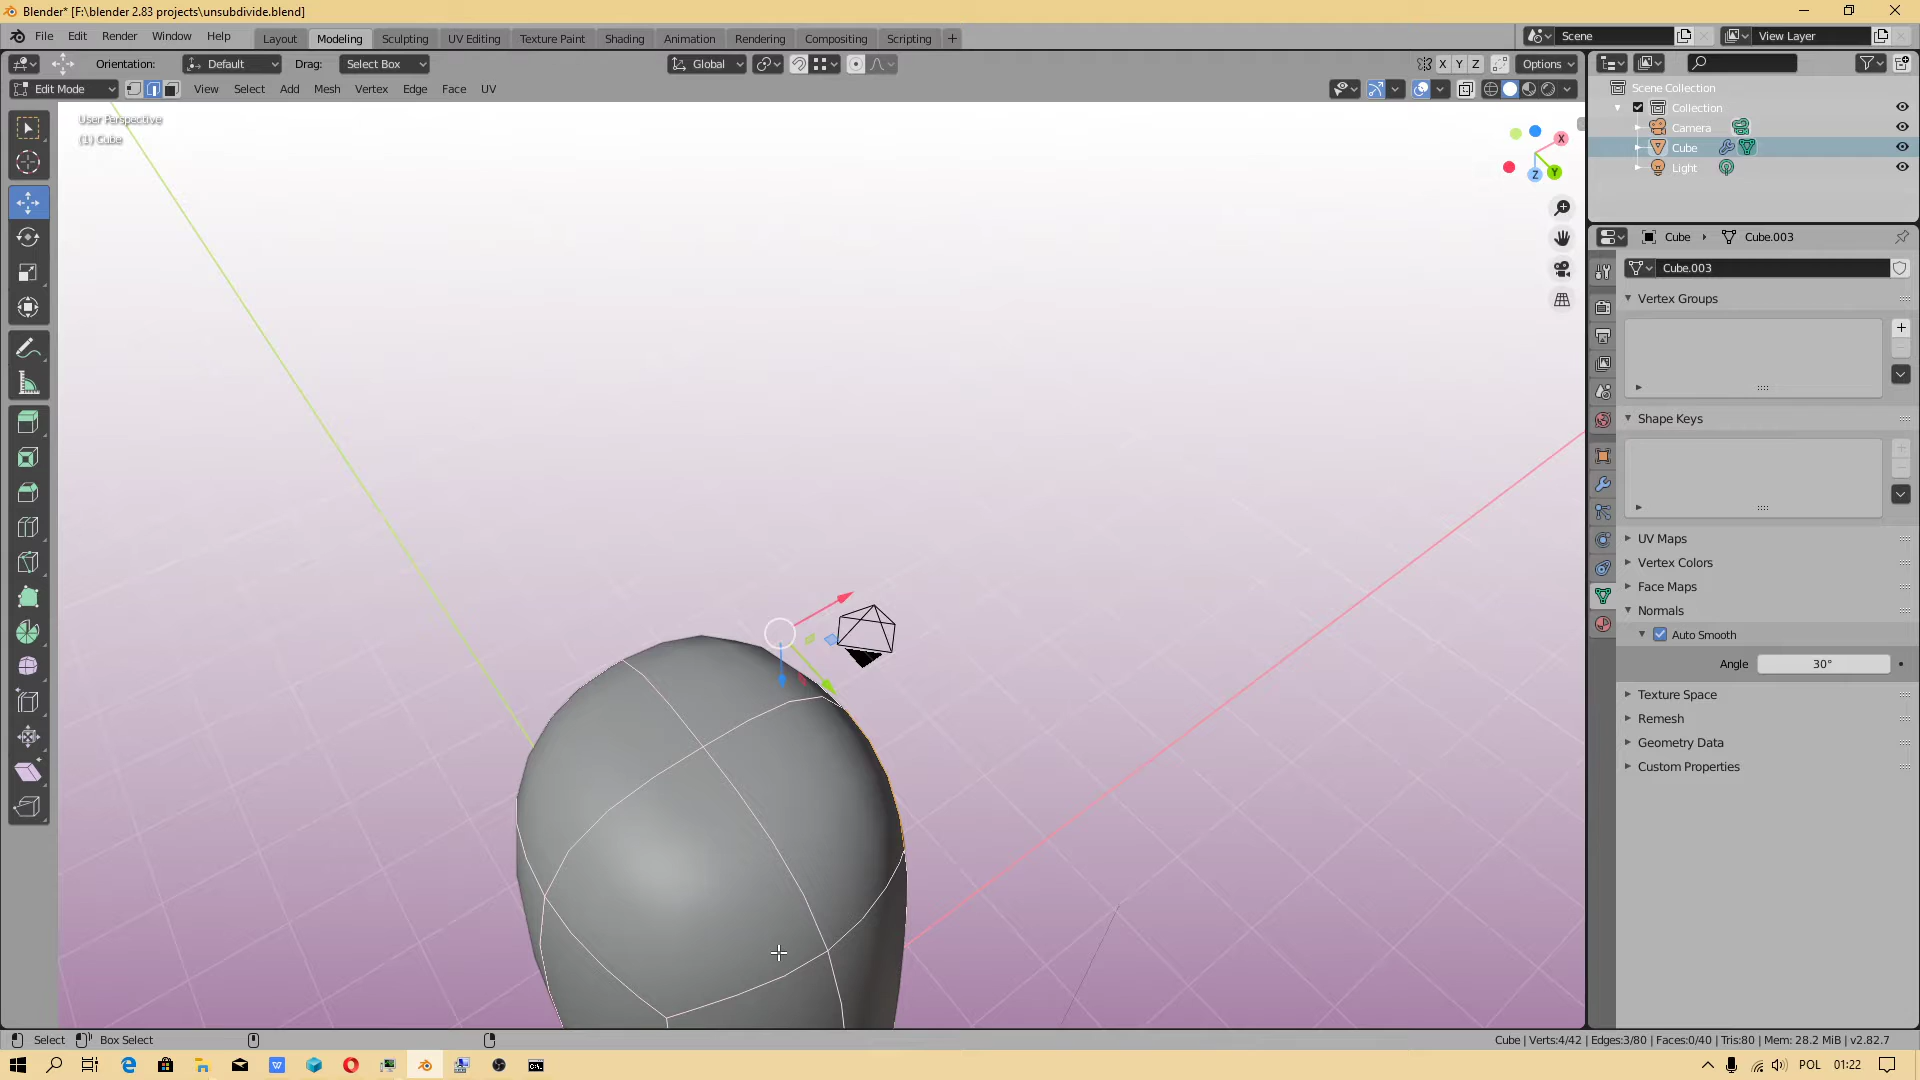 Blender* [F:\blender 2.83 projects\unsubdivide.blend]
File Edit Render Window Help
Layout Modeling Sculpting UV Editing Texture Paint Shading Animation Rendering Compositing Scripting +
Scene View Layer
Orientation: Default Drag: Select Box Global X Y Z Options
Edit Mode View Select Add Mesh Vertex Edge Face UV
User Perspective
(1) Cube
X
Y
Z
Scene Collection
Collection
Camera
Cube
Light
Cube Cube.003
Cube.003
Vertex Groups
Shape Keys
UV Maps
Vertex Colors
Face Maps
Normals
Auto Smooth
Angle 30°
Texture Space
Remesh
Geometry Data
Custom Properties
Select Box Select
Cube | Verts:4/42 | Edges:3/80 | Faces:0/40 | Tris:80 | Mem: 28.2 MiB | v2.82.7
POL 01:22